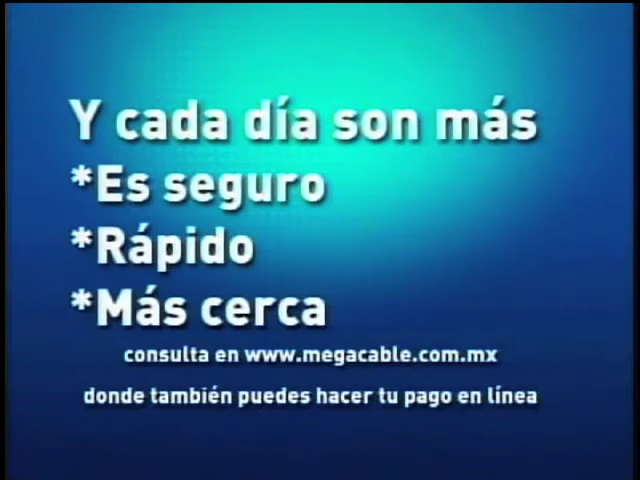 Y cada día son más
*Es seguro
*Rápido
*Más cerca
consulta en www.megacable.com.mx
donde también puedes hacer tu pago en línea